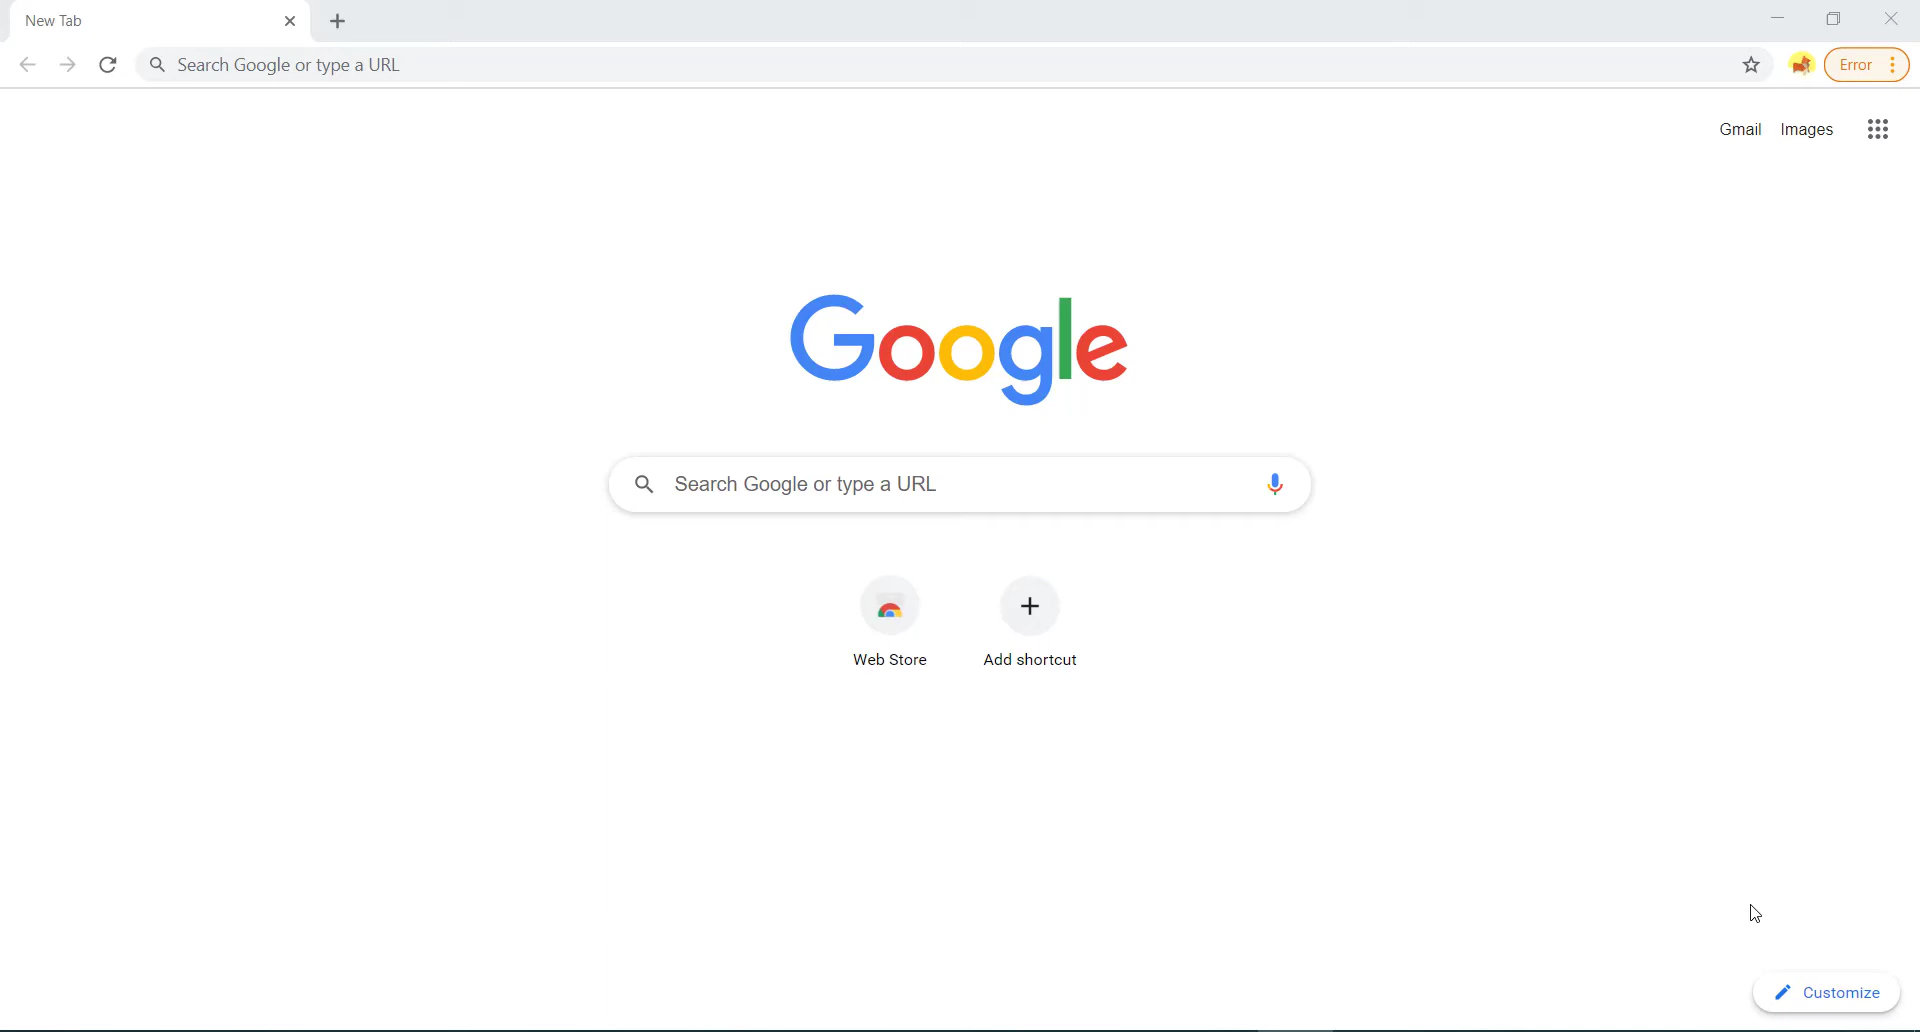 New Tab
Search Google or type a URL
Error
Gmail Images
Google
Search Google or type a URL
Web Store Add shortcut
Customize